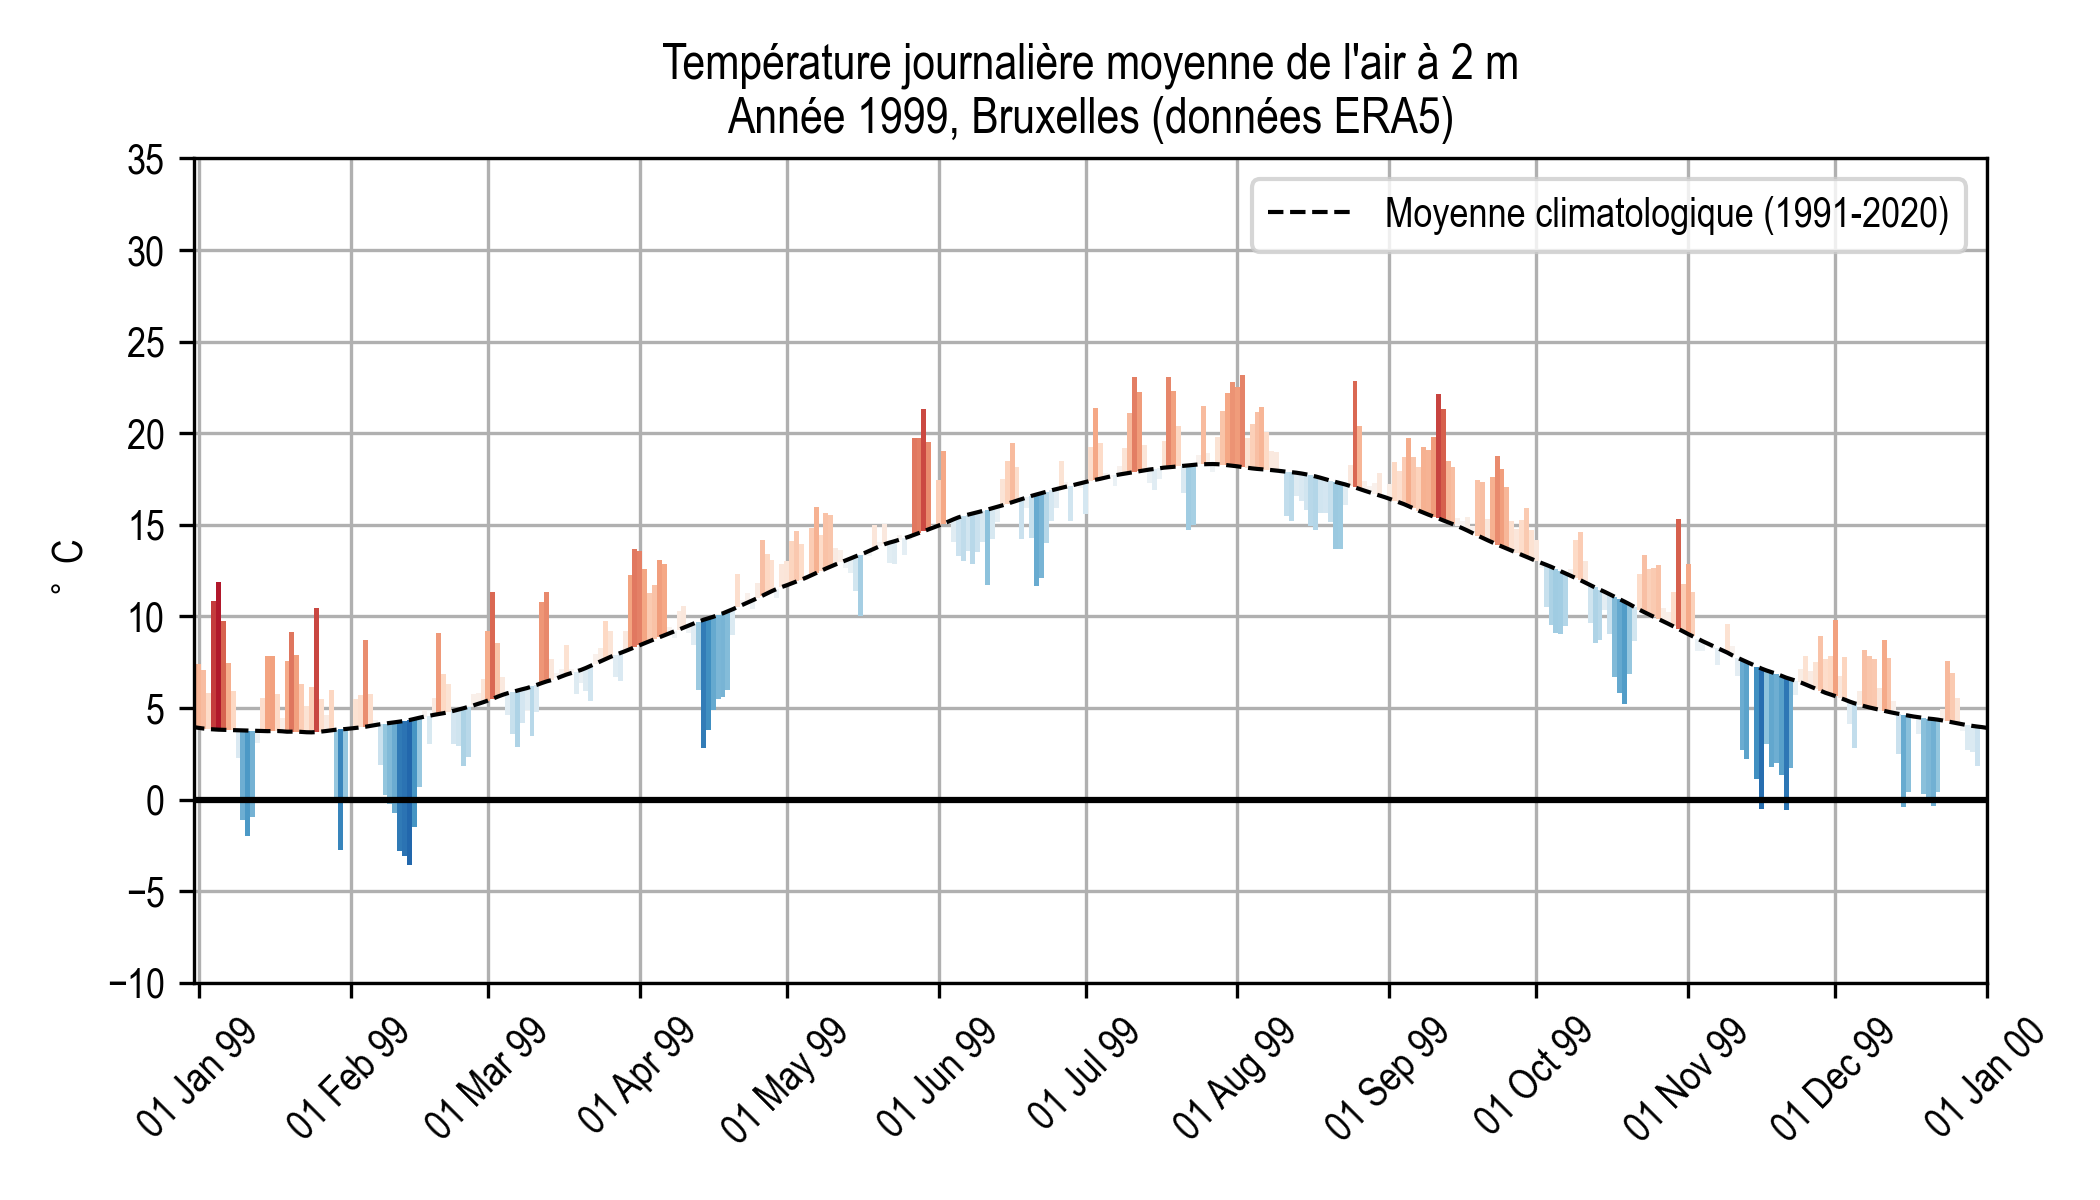 Température journalière moyenne de l'air à 2 m
Année 1999, Bruxelles (données ERA5)
Moyenne climatologique (1991-2020)
35
30
25
20
15
10
5
0
−5
−10
° C
01 Jan 99
01 Feb 99
01 Mar 99
01 Apr 99
01 May 99
01 Jun 99
01 Jul 99
01 Aug 99
01 Sep 99
01 Oct 99
01 Nov 99
01 Dec 99
01 Jan 00